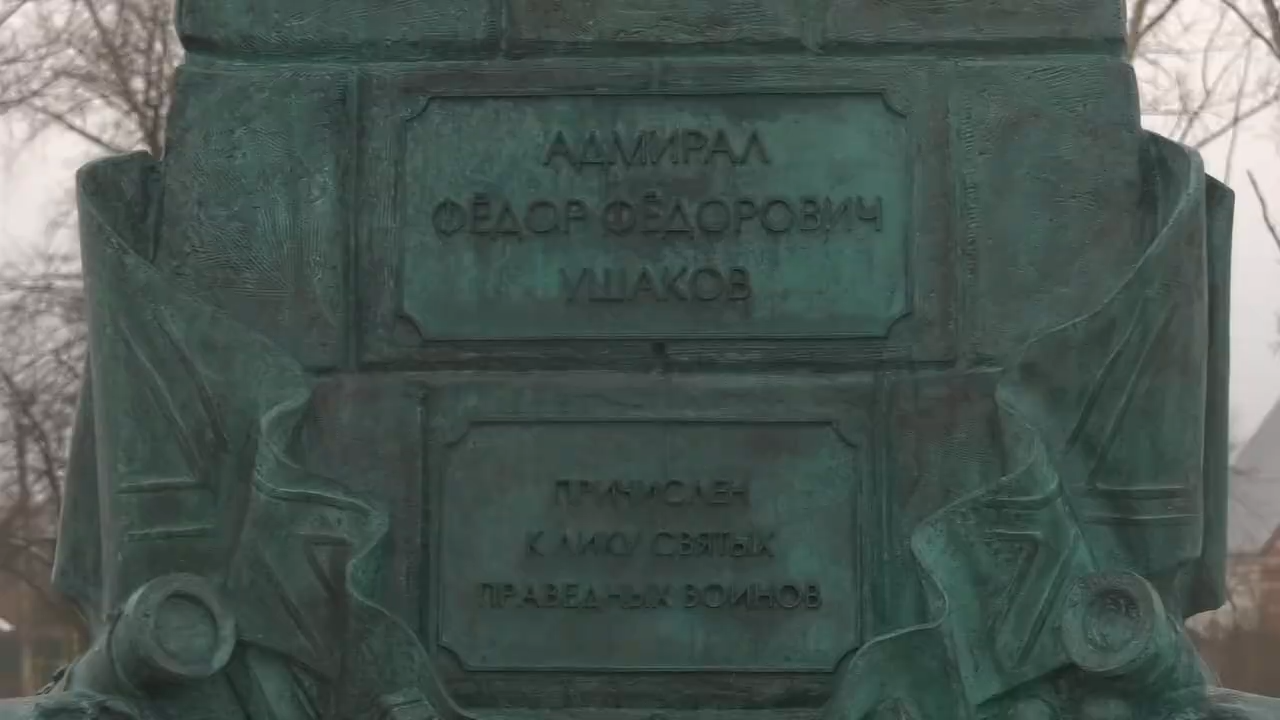 АДМИРАЛ
ФЁДОР ФЁДОРОВИЧ
УШАКОВ
ПРИЧИСЛЕН
К ЛИКУ СВЯТЫХ
ПРАВЕДНЫХ ВОИНОВ